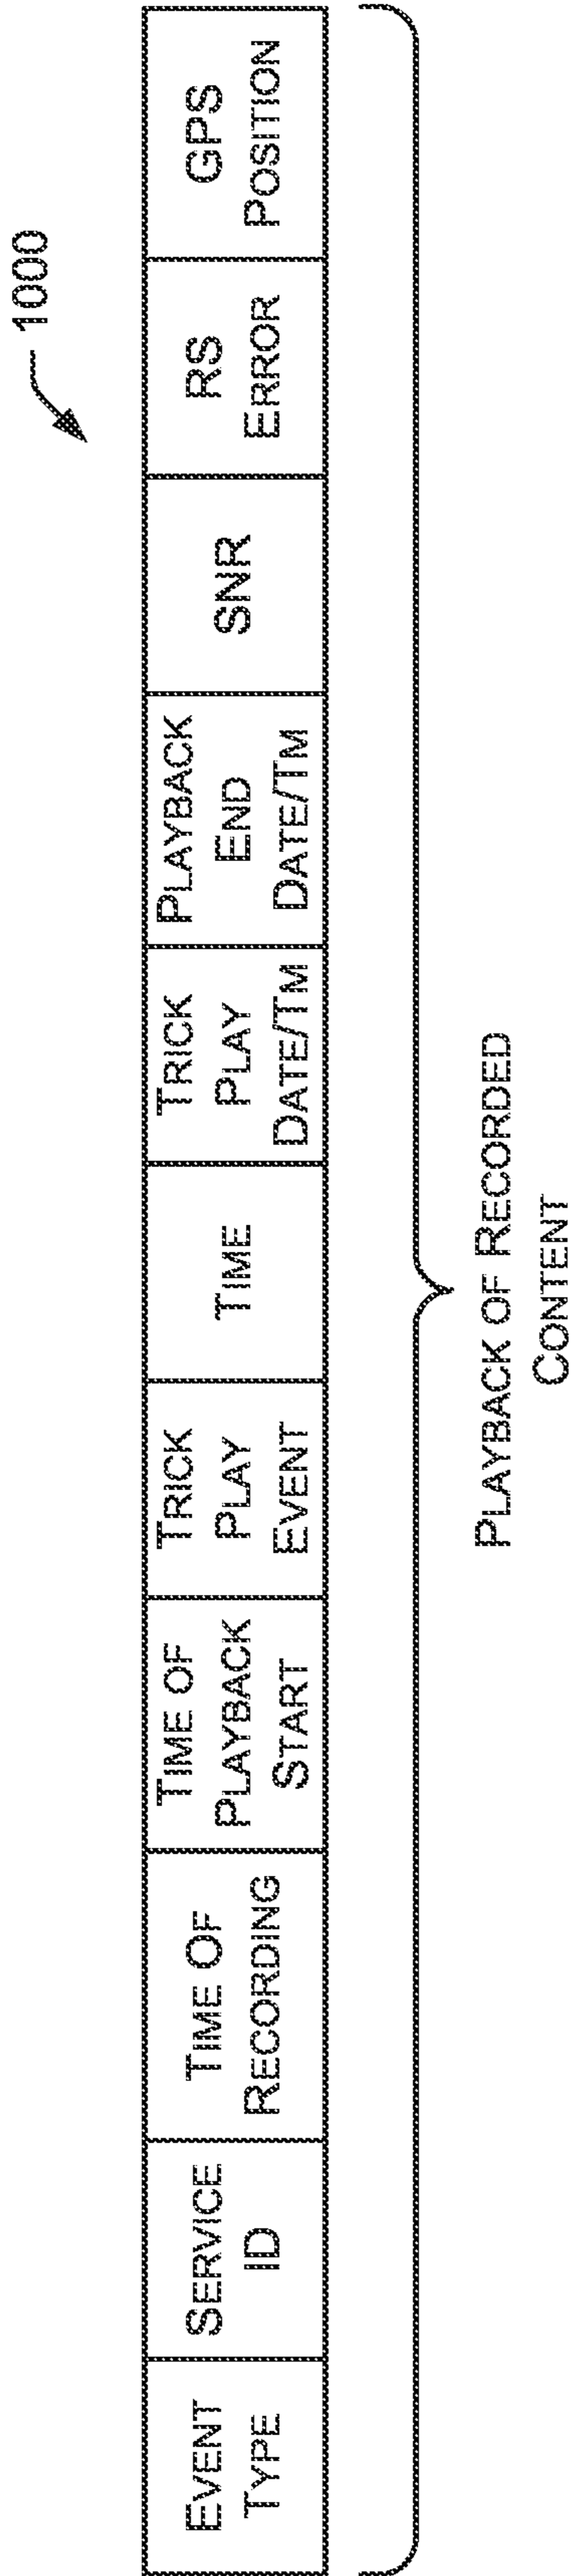 1000
EVENT
TYPE
SERVICE
ID
TIME OF
RECORDING
TIME OF
PLAYBACK
START
TRICK
PLAY
EVENT
TIME
TRICK
PLAY
DATE/TM
PLAYBACK
END
DATE/TM
SNR
RS
ERROR
GPS
POSITION
PLAYBACK OF RECORDED
CONTENT